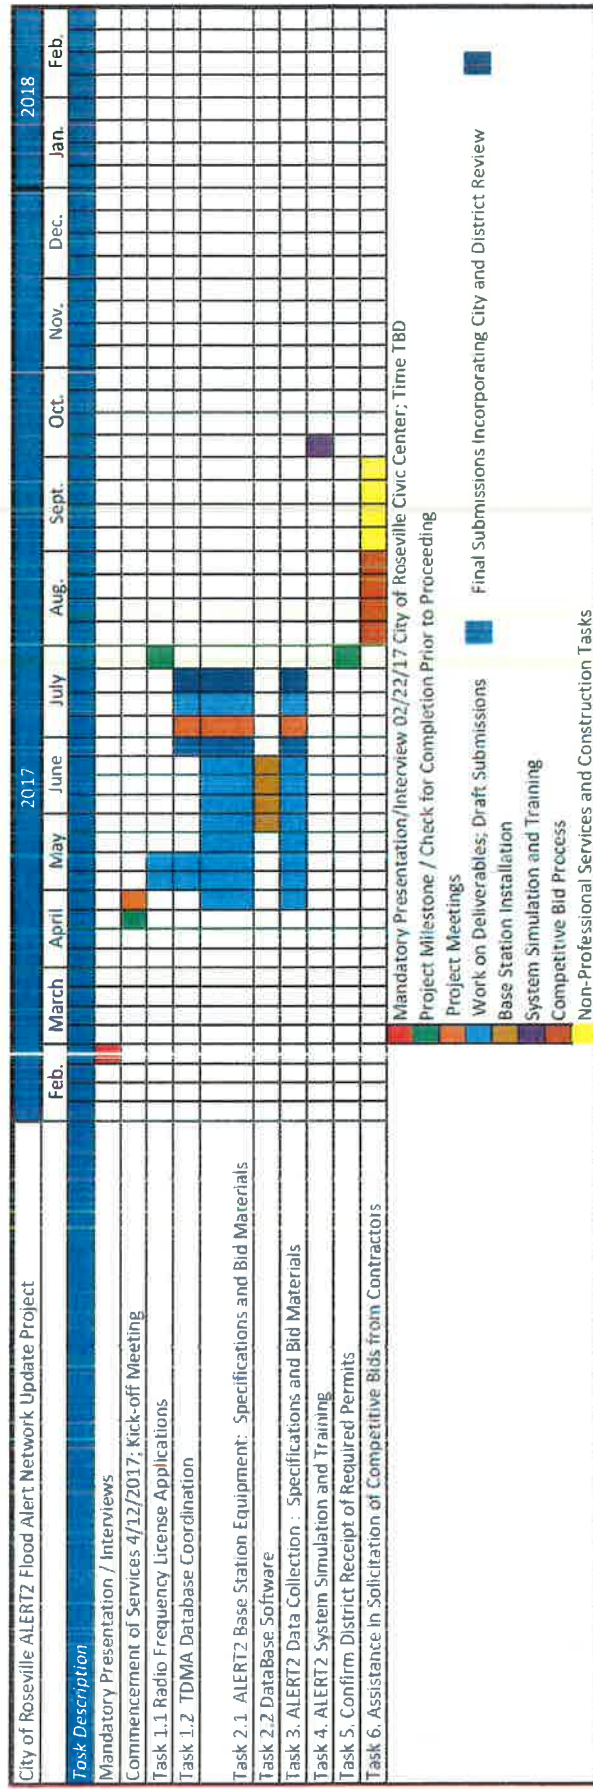 City of Roseville ALERT2 Flood Alert Network Update Project
2017
2018
Feb.
March
April
May
June
July
Aug.
Sept.
Oct.
Nov.
Dec.
Jan.
Feb.
Task Description
Mandatory Presentation / Interviews
Commencement of Services 4/12/2017; Kick-off Meeting
Task 1.1 Radio Frequency License Applications
Task 1.2 TDMA Database Coordination
Task 2.1 ALERT2 Base Station Equipment: Specifications and Bid Materials
Task 2.2 DataBase Software
Task 3. ALERT2 Data Collection : Specifications and Bid Materials
Task 4. ALERT2 System Simulation and Training
Task 5. Confirm District Receipt of Required Permits
Task 6. Assistance in Solicitation of Competitive Bids from Contractors
Mandatory Presentation/Interview 02/22/17 City of Roseville Civic Center; Time TBD
Project Milestone / Check for Completion Prior to Proceeding
Project Meetings
Work on Deliverables; Draft Submissions
Final Submissions Incorporating City and District Review
Base Station Installation
System Simulation and Training
Competitive Bid Process
Non-Professional Services and Construction Tasks